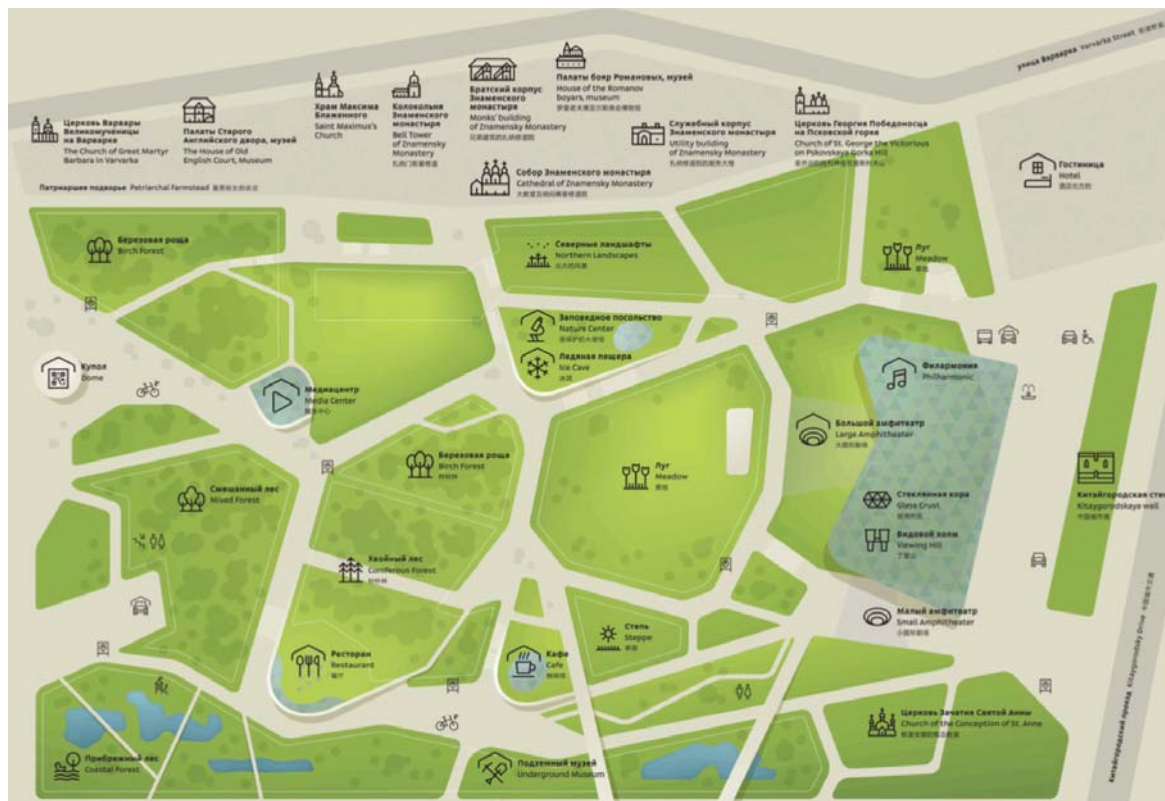 улица Варварка Varvarka Street
Палаты бояр Романовых, музей
House of the Romanov
boyars, museum
Братский корпус
Знаменского
монастыря
Monks' building
of Znamensky Monastery
Храм Максима
Блаженного
Saint Maximus's
Church
Колокольня
Знаменского
монастыря
Bell Tower
of Znamensky
Monastery
Церковь Варвары
Великомученицы
на Варварке
The Church of Great Martyr
Barbara in Varvarka
Палаты Старого
Английского двора, музей
The House of Old
English Court, Museum
Служебный корпус
Знаменского монастыря
Utility building
of Znamensky Monastery
Церковь Георгия Победоносца
на Псковской горке
Church of St. George the Victorious
on Pskovskaya Gorka Hill
Гостиница
Hotel
Собор Знаменского монастыря
Cathedral of Znamensky Monastery
Патриаршее подворье Petriarchal Farmstead
Березовая роща
Birch Forest
Северные ландшафты
Northern Landscapes
Луг
Meadow
Заповедное посольство
Nature Center
Ледяная пещера
Ice Cave
Купол
Dome
Медиацентр
Media Center
Филармония
Philharmonic
Большой амфитеатр
Large Amphitheater
Березовая роща
Birch Forest
Луг
Meadow
Смешанный лес
Mixed Forest
Стеклянная кора
Glass Crust
Китайгородская сте
Kitaygorodskaya wall
Видовой холм
Viewing Hill
Хвойный лес
Coniferous Forest
Малый амфитеатр
Small Amphitheater
Степь
Steppe
Ресторан
Restaurant
餐厅
Кафе
Cafe
Церковь Зачатия Святой Анны
Church of the Conception of St. Anne
Прибрежный лес
Coastal Forest
Подземный музей
Underground Museum
Китайгородский проезд Kitaygorodsky Drive